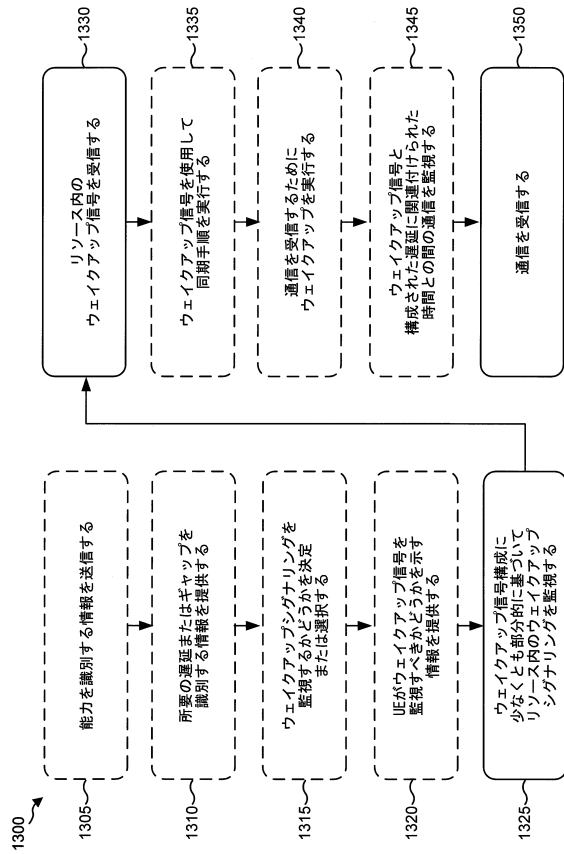 1300
能力を識別する情報を送信する
1305
所要の遅延またはギャップを
識別する情報を提供する
1310
ウェイクアップシグナリングを
監視するかどうかを決定
または選択する
1315
UEがウェイクアップ信号を
監視すべきかどうかを示す
情報を提供する
1320
ウェイクアップ信号構成に
少なくとも部分的に基づいて
リソース内のウェイクアップ
シグナリングを監視する
1325
リソース内の
ウェイクアップ信号を受信する
1330
ウェイクアップ信号を使用して
同期手順を実行する
1335
通信を受信するために
ウェイクアップを実行する
1340
ウェイクアップ信号と
構成された遅延に関連付けられた
時間との間の通信を監視する
1345
通信を受信する
1350